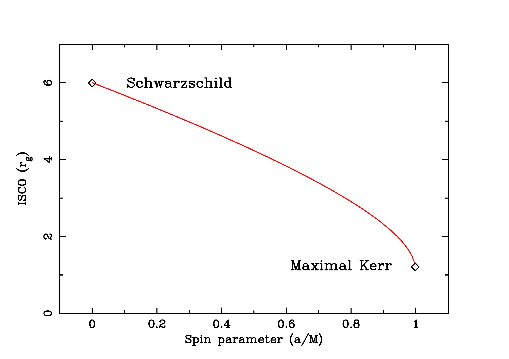 6
Schwarzschild
4
ISCO (rg)
2
Maximal Kerr
0
0 0.2 0.4 0.6 0.8 1
Spin parameter (a/M)